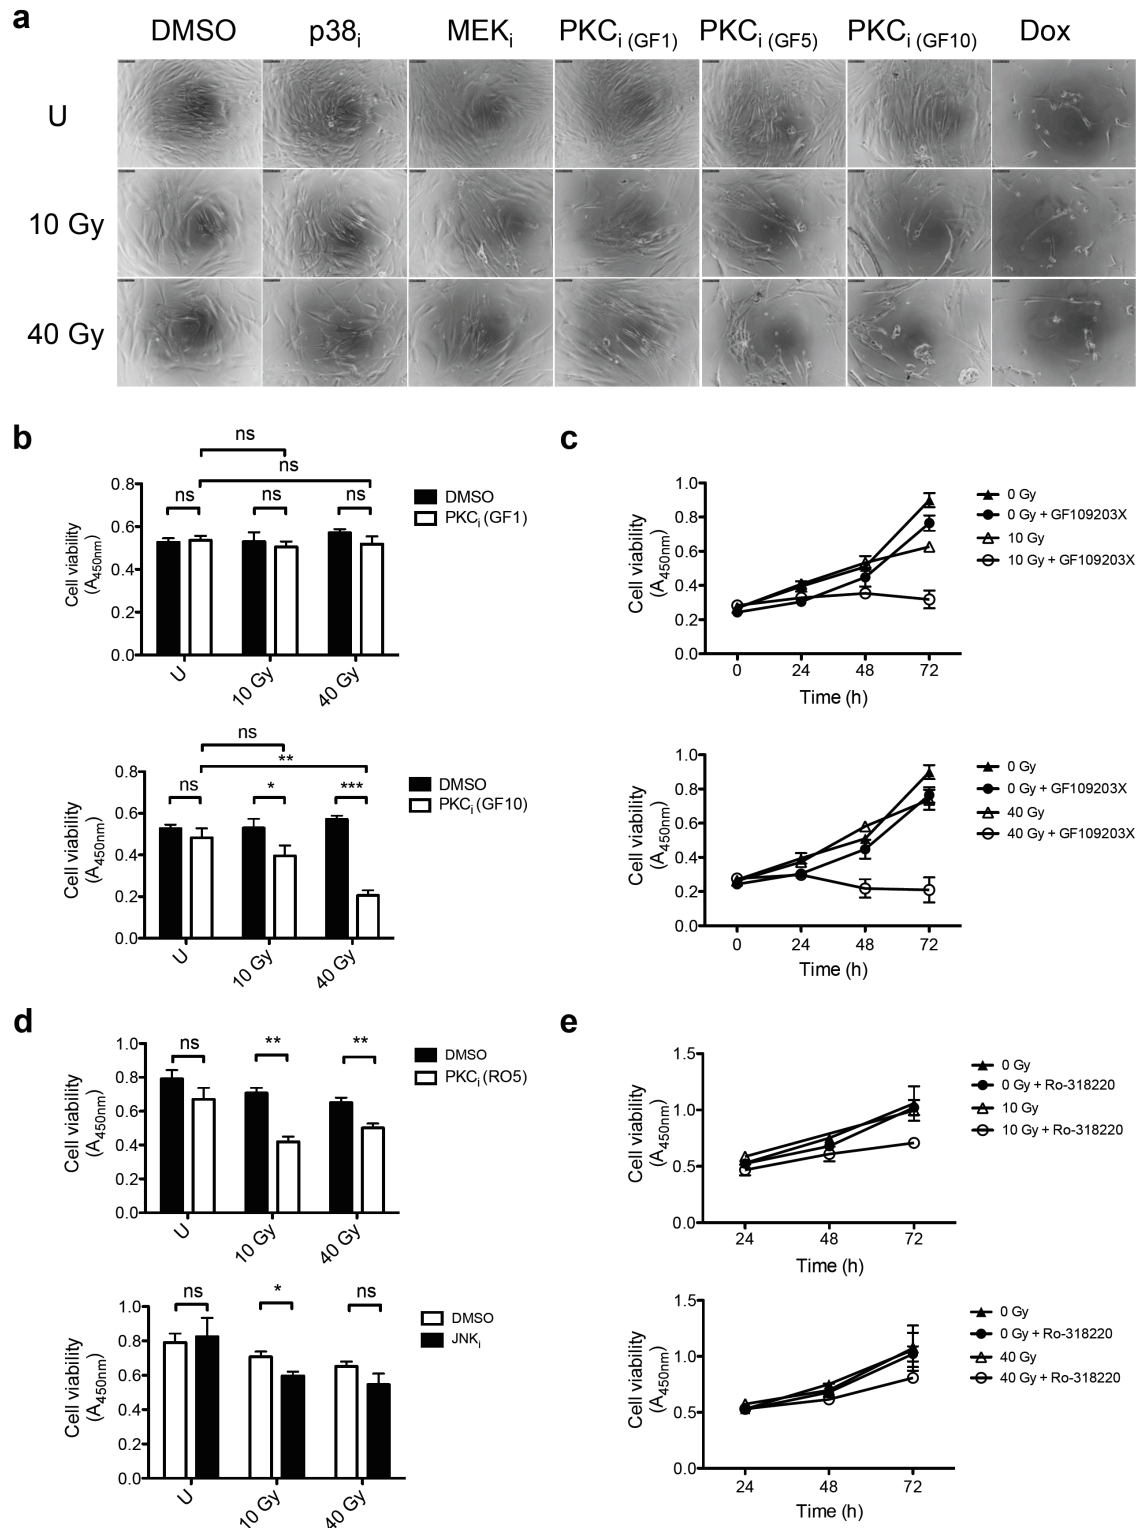 a
DMSO p38i MEKi PKCi (GF1) PKCi (GF5) PKCi (GF10) Dox
U
10 Gy
40 Gy
b
ns
ns
ns ns ns
0.8
0.6
0.4
0.2
0.0
Cell viability
(A450nm)
U 10 Gy 40 Gy
DMSO
PKCi (GF1)
ns
**
ns * ***
0.8
0.6
0.4
0.2
0.0
Cell viability
(A450nm)
U 10 Gy 40 Gy
DMSO
PKCi (GF10)
c
1.0
0.8
0.6
0.4
0.2
0.0
Cell viability
(A450nm)
0 24 48 72
Time (h)
0 Gy
0 Gy + GF109203X
10 Gy
10 Gy + GF109203X
1.0
0.8
0.6
0.4
0.2
0.0
Cell viability
(A450nm)
0 24 48 72
Time (h)
0 Gy
0 Gy + GF109203X
40 Gy
40 Gy + GF109203X
d
ns ** **
1.0
0.8
0.6
0.4
0.2
0.0
Cell viability
(A450nm)
U 10 Gy 40 Gy
DMSO
PKCi (RO5)
ns * ns
1.0
0.8
0.6
0.4
0.2
0.0
Cell viability
(A450nm)
U 10 Gy 40 Gy
DMSO
JNKi
e
1.5
1.0
0.5
0.0
Cell viability
(A450nm)
24 48 72
Time (h)
0 Gy
0 Gy + Ro-318220
10 Gy
10 Gy + Ro-318220
1.5
1.0
0.5
0.0
Cell viability
(A450nm)
24 48 72
Time (h)
0 Gy
0 Gy + Ro-318220
40 Gy
40 Gy + Ro-318220